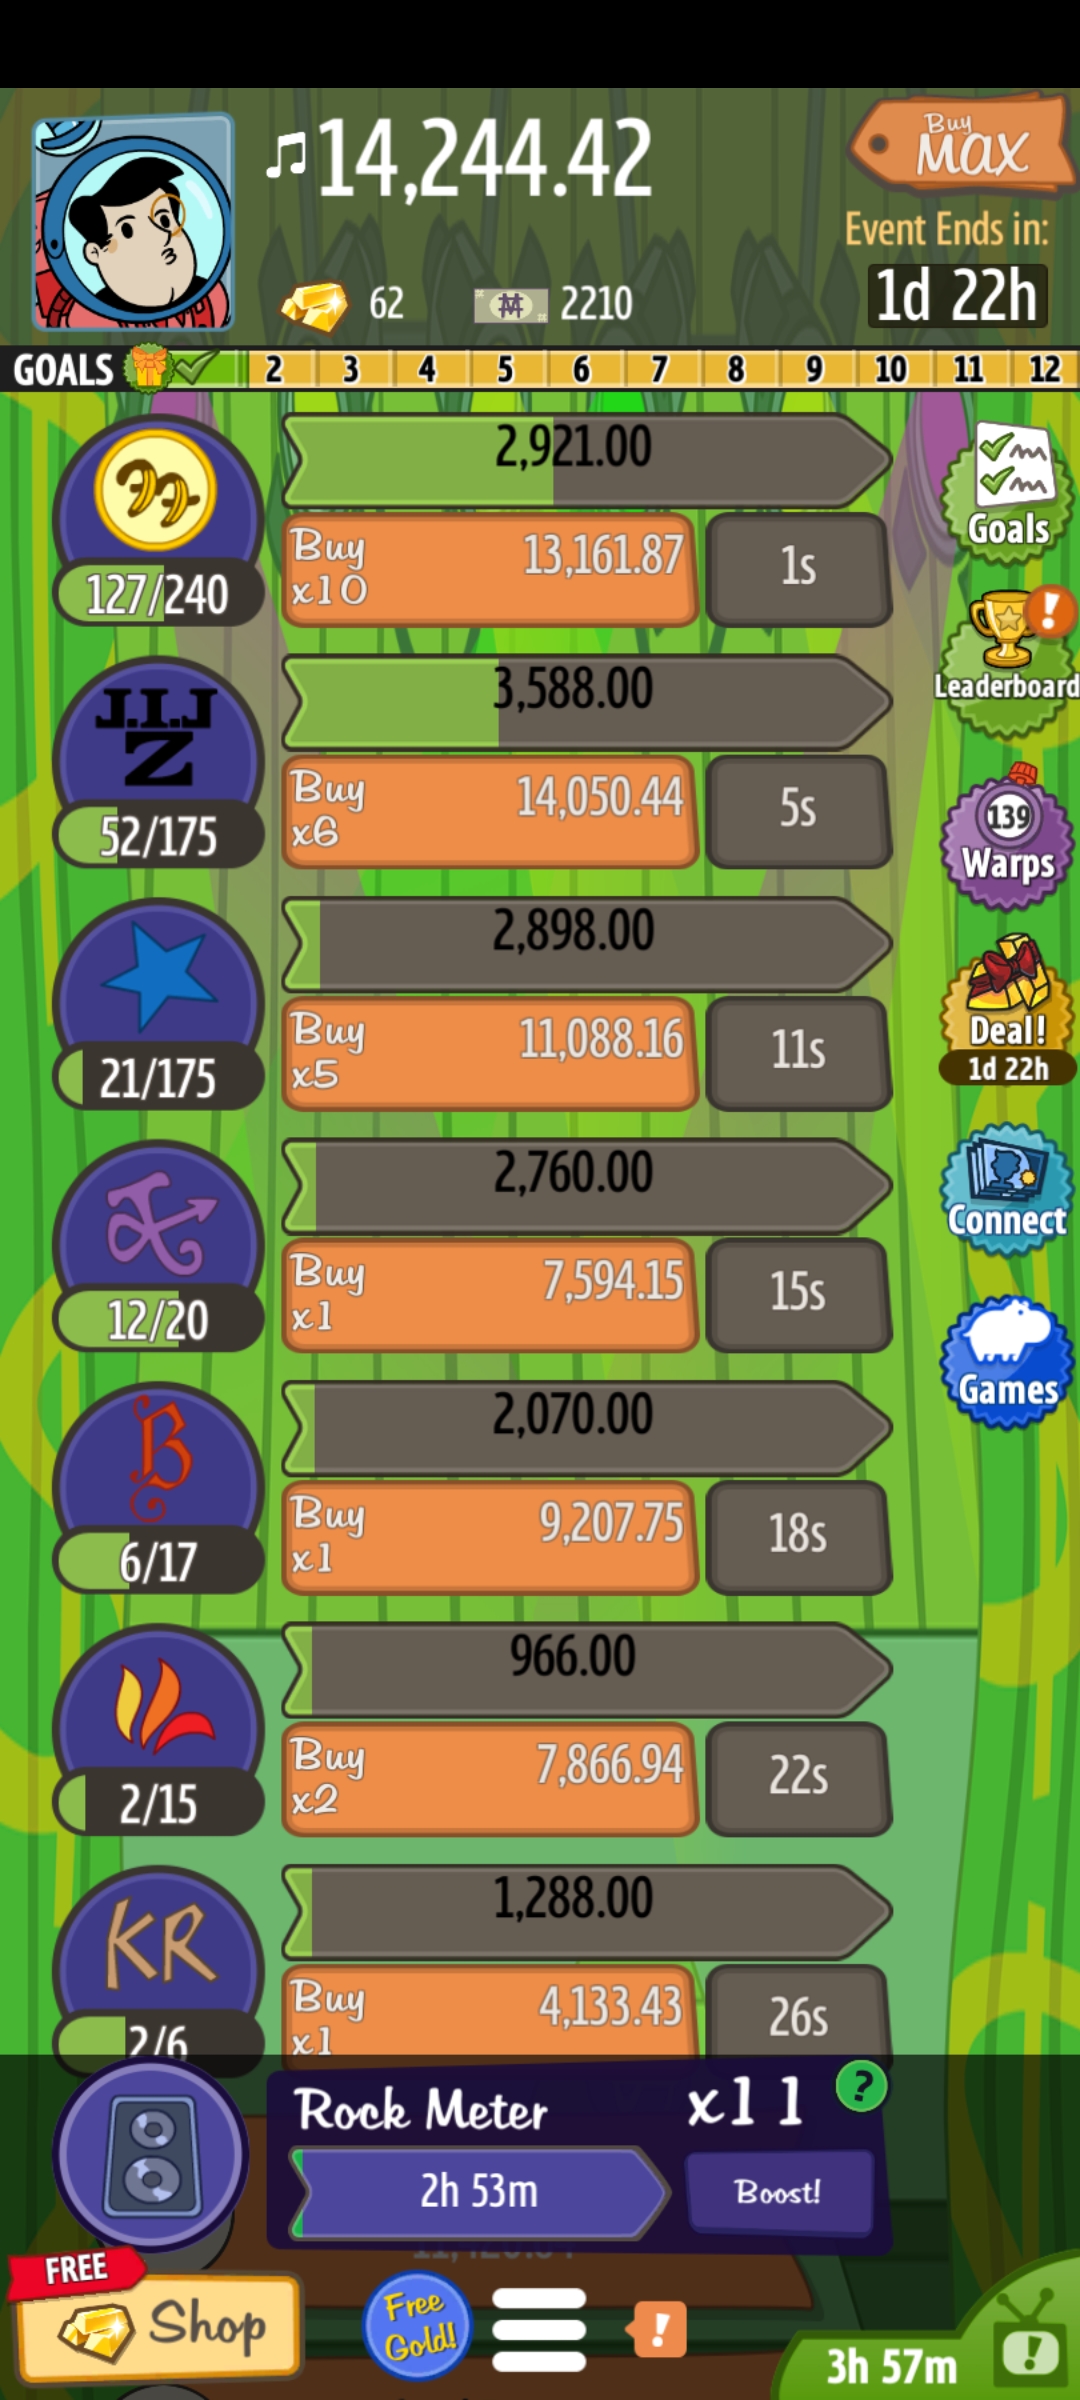 ♫14,244.42
Buy
MAX
Event Ends in:
1d 22h
62
2210
GOALS 2 3 4 5 6 7 8 9 10 11 12
2,921.00
127/240
Buy
x10
13,161.87
1s
Goals
J.I.J
Z
3,588.00
52/175
Buy
x6
14,050.44
5s
Leaderboard
2,898.00
21/175
Buy
x5
11,088.16
11s
139
Warps
Deal!
1d 22h
2,760.00
12/20
Buy
x1
7,594.15
15s
Connect
B
2,070.00
6/17
Buy
x1
9,207.75
18s
Games
966.00
2/15
Buy
x2
7,866.94
22s
KR
1,288.00
2/6
Buy
x1
4,133.43
26s
Rock Meter
x11
?
2h 53m
Boost!
FREE
Shop
Free
Gold!
!
3h 57m
!